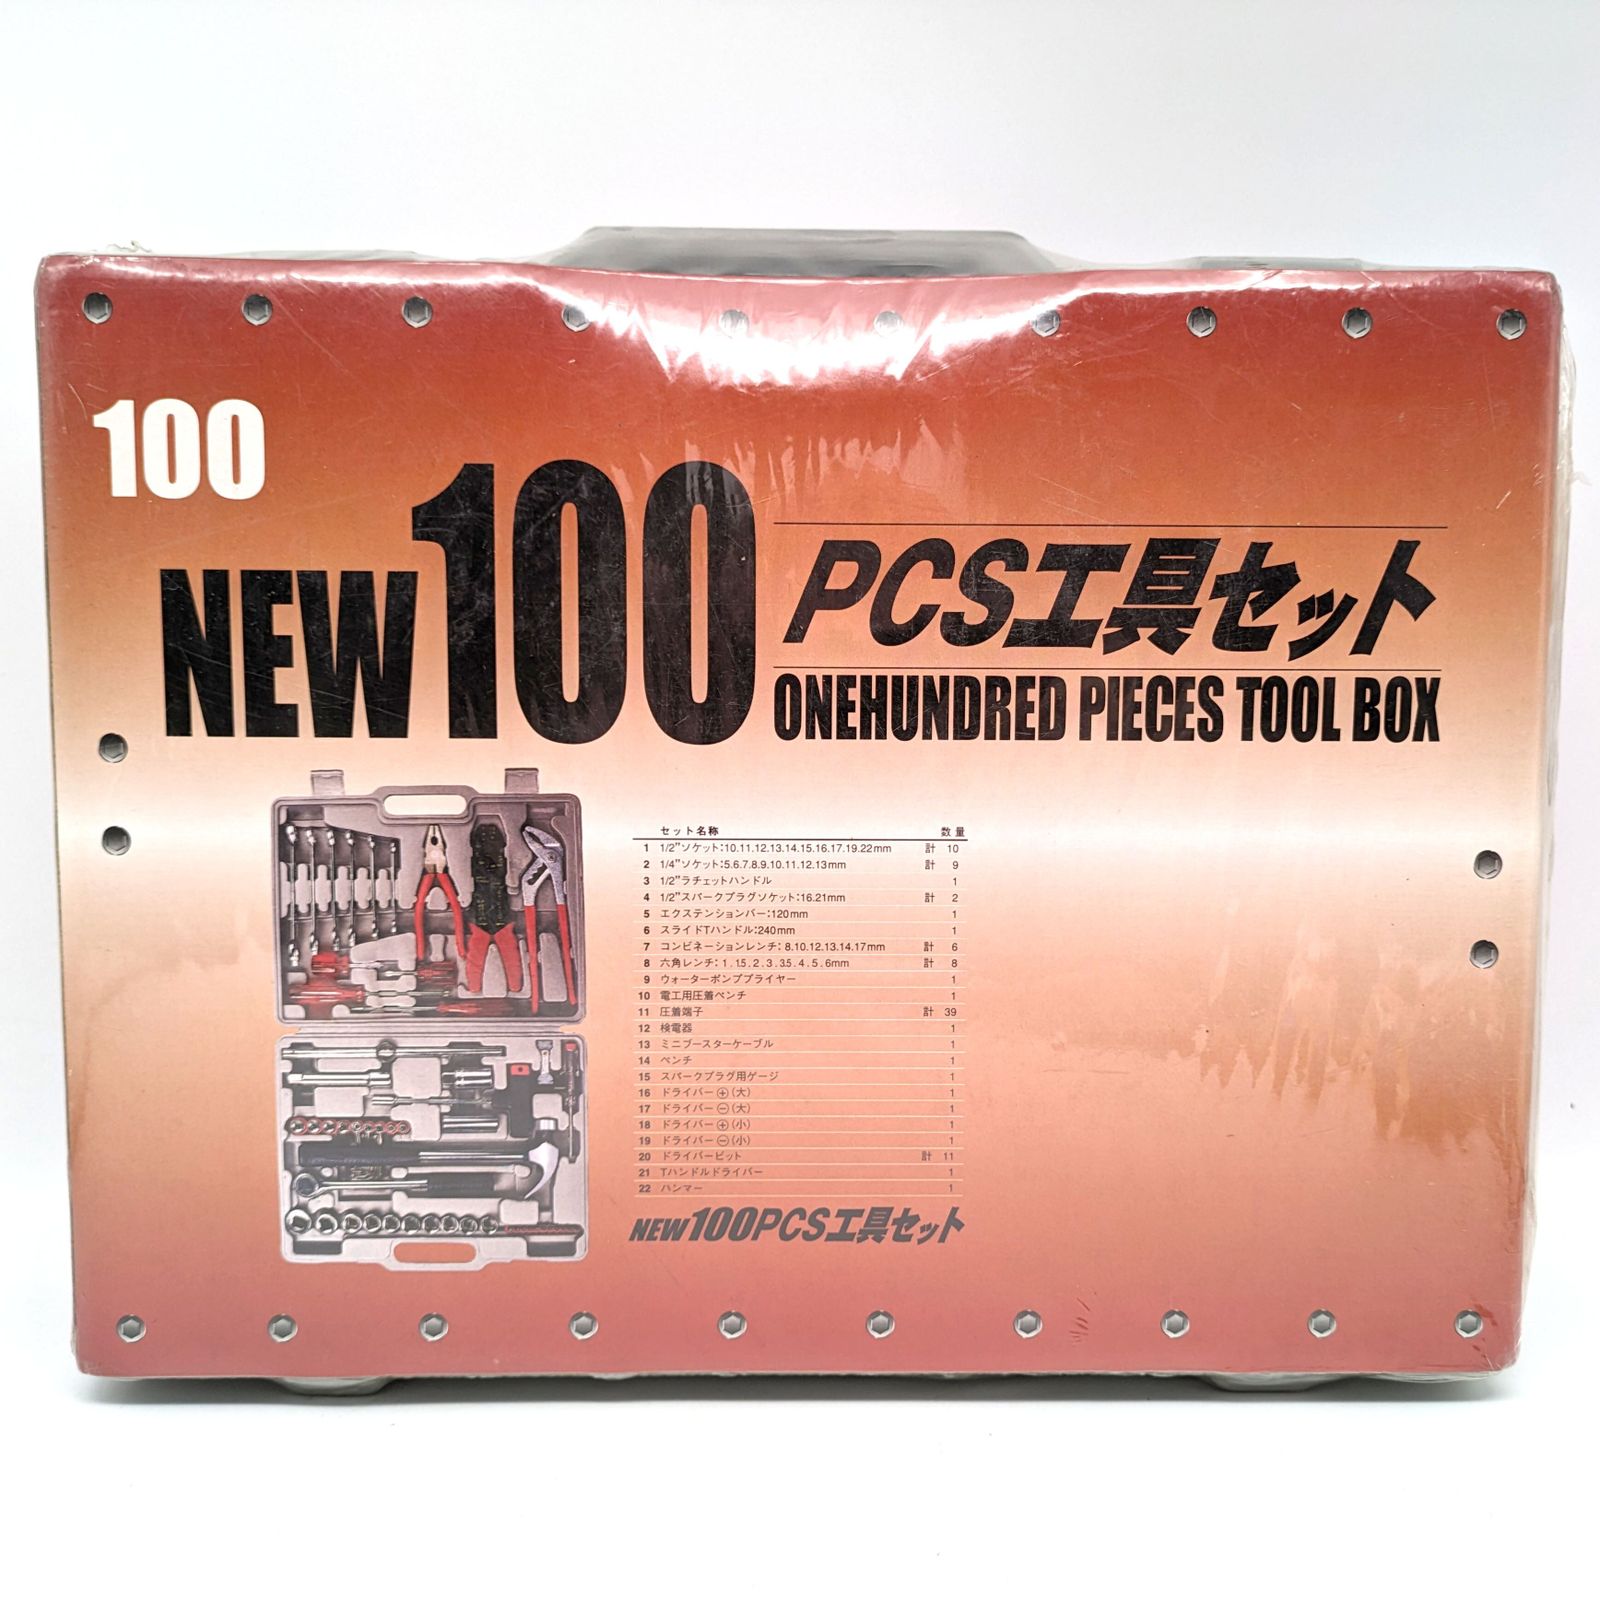 100
NEW100
PCS工具セット
ONEHUNDRED PIECES TOOL BOX
セット名称 数量
1 1/2"ソケット:10.11.12.13.14.15.16.17.19.22mm 計 10
2 1/4"ソケット:5.6.7.8.9.10.11.12.13mm 計 9
3 1/2"ラチェットハンドル 1
4 1/2"スパークプラグソケット:16.21mm 計 2
5 エクステンションバー:120mm 1
6 スライドTハンドル:240mm 1
7 コンビネーションレンチ: 8.10.12.13.14.17mm 計 6
8 六角レンチ: 1. 1.5. 2. 3. 3.5. 4. 5. 6mm 計 8
9 ウォーターポンププライヤー 1
10 電工用圧着ペンチ 1
11 圧着端子 計 39
12 検電器 1
13 ミニブースターケーブル 1
14 ペンチ 1
15 スパークプラグ用ゲージ 1
16 ドライバー⊕(大) 1
17 ドライバー⊖(大) 1
18 ドライバー⊕(小) 1
19 ドライバー⊖(小) 1
20 ドライバービット 計 11
21 Tハンドルドライバー 1
22 ハンマー 1
NEW100PCS工具セット